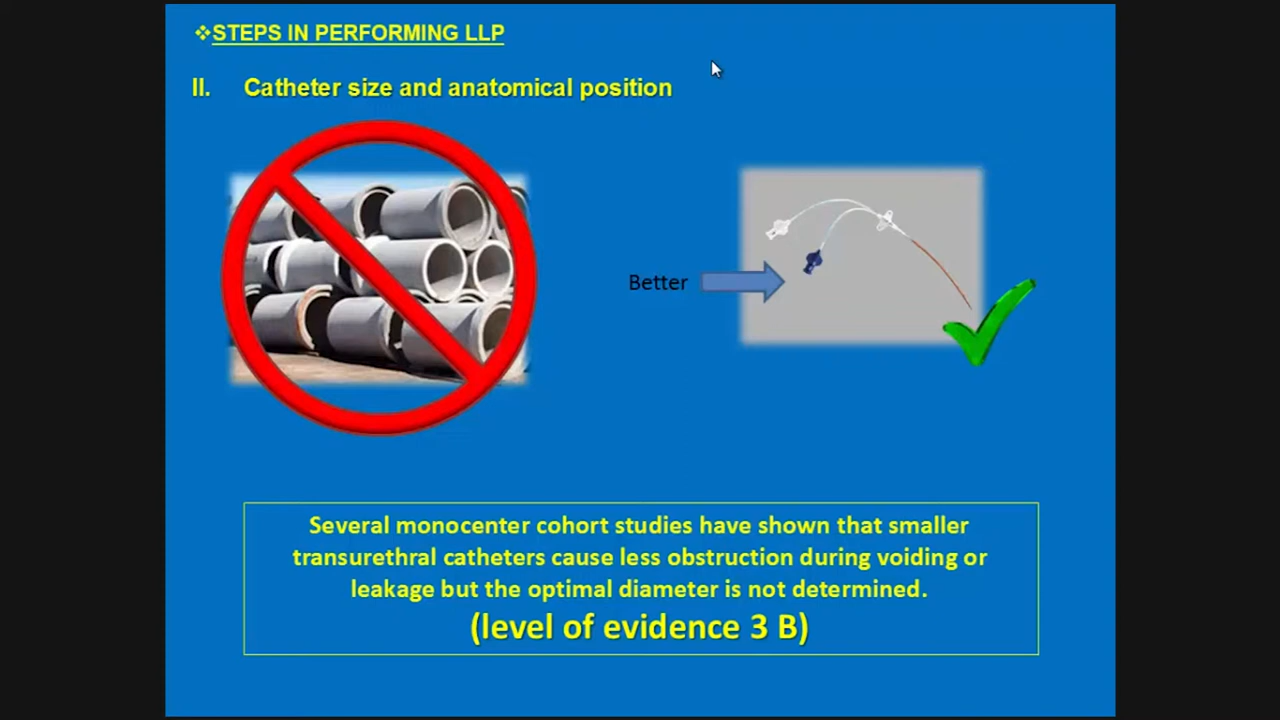 ❖STEPS IN PERFORMING LLP
II. Catheter size and anatomical position
Better
Several monocenter cohort studies have shown that smaller
transurethral catheters cause less obstruction during voiding or
leakage but the optimal diameter is not determined.
(level of evidence 3 B)